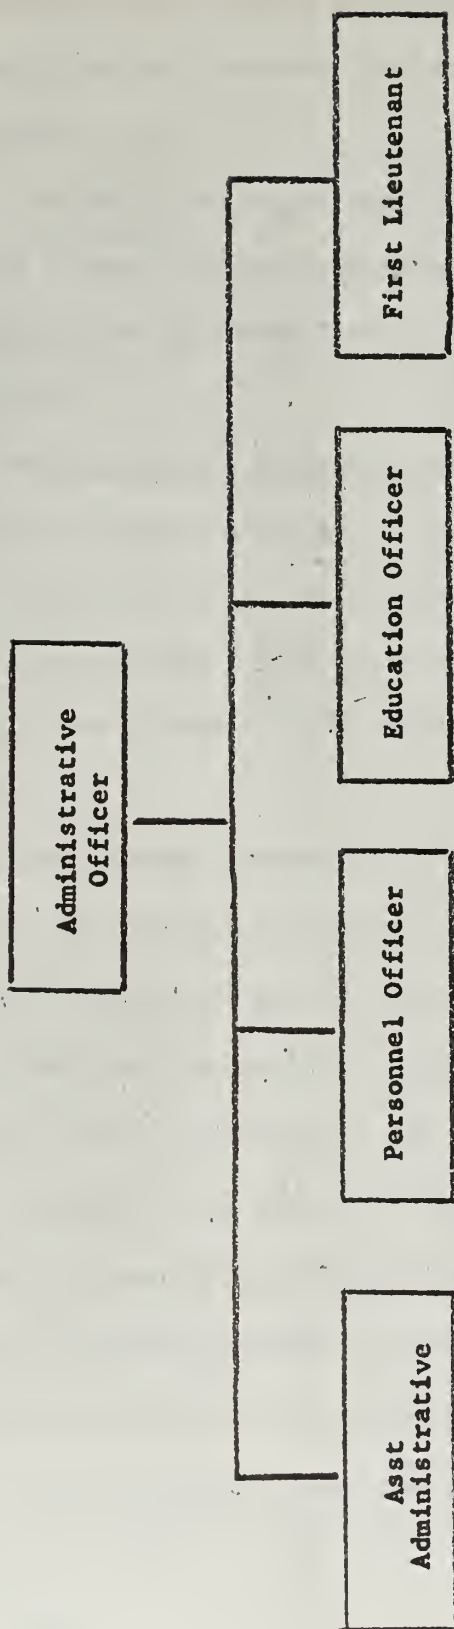 Administrative
Officer
Asst
Administrative
Personnel Officer
Education Officer
First Lieutenant